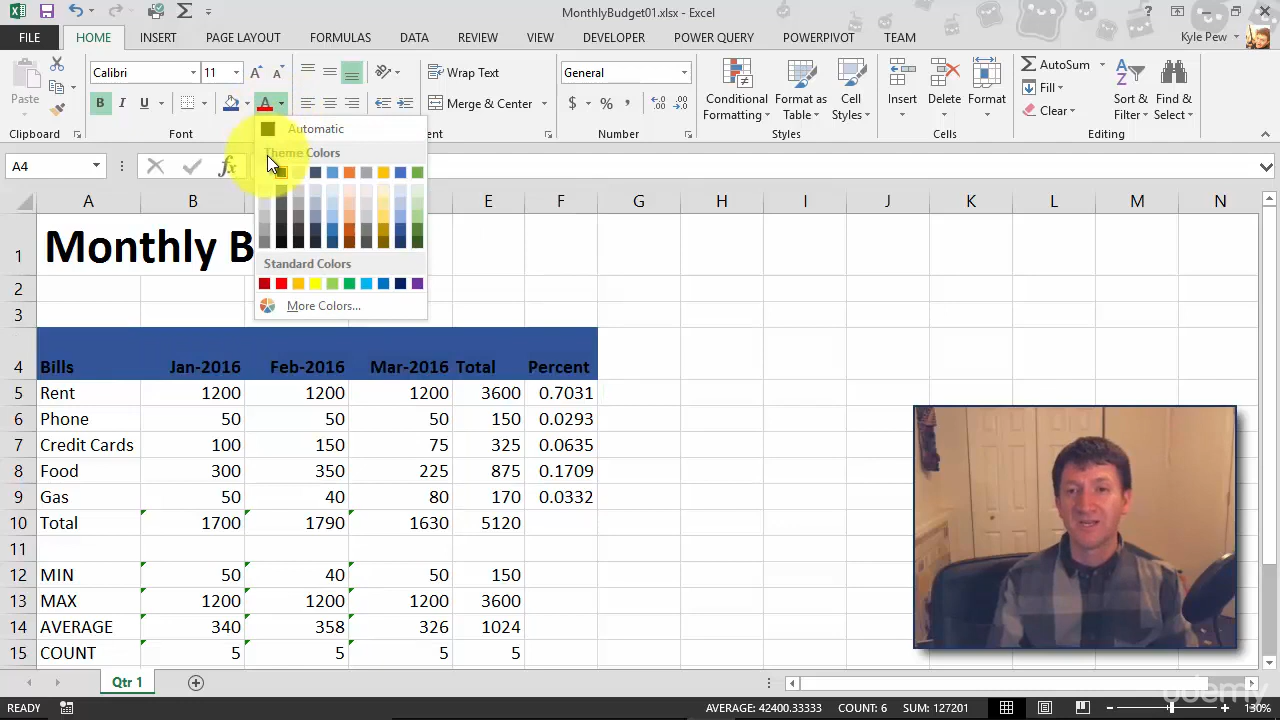 MonthlyBudget01.xlsx - Excel
FILE HOME INSERT PAGE LAYOUT FORMULAS DATA REVIEW VIEW DEVELOPER POWER QUERY POWERPIVOT TEAM Kyle Pew
Paste
Calibri 11
B I U
Wrap Text
Merge & Center
General
$ % ,
Conditional Formatting
Format as Table
Cell Styles
Insert Delete Format
AutoSum
Fill
Clear
Sort & Filter
Find & Select
Clipboard Font Number Styles Cells Editing
Automatic
Theme Colors
Standard Colors
More Colors...
A4 fx
A B E F G H I J K L M N
1 Monthly B
2
3
4 Bills Jan-2016 Feb-2016 Mar-2016 Total Percent
5 Rent 1200 1200 1200 3600 0.7031
6 Phone 50 50 50 150 0.0293
7 Credit Cards 100 150 75 325 0.0635
8 Food 300 350 225 875 0.1709
9 Gas 50 40 80 170 0.0332
10 Total 1700 1790 1630 5120
11
12 MIN 50 40 50 150
13 MAX 1200 1200 1200 3600
14 AVERAGE 340 358 326 1024
15 COUNT 5 5 5 5
Qtr 1
READY AVERAGE: 42400.33333 COUNT: 6 SUM: 127201 130%
udemy